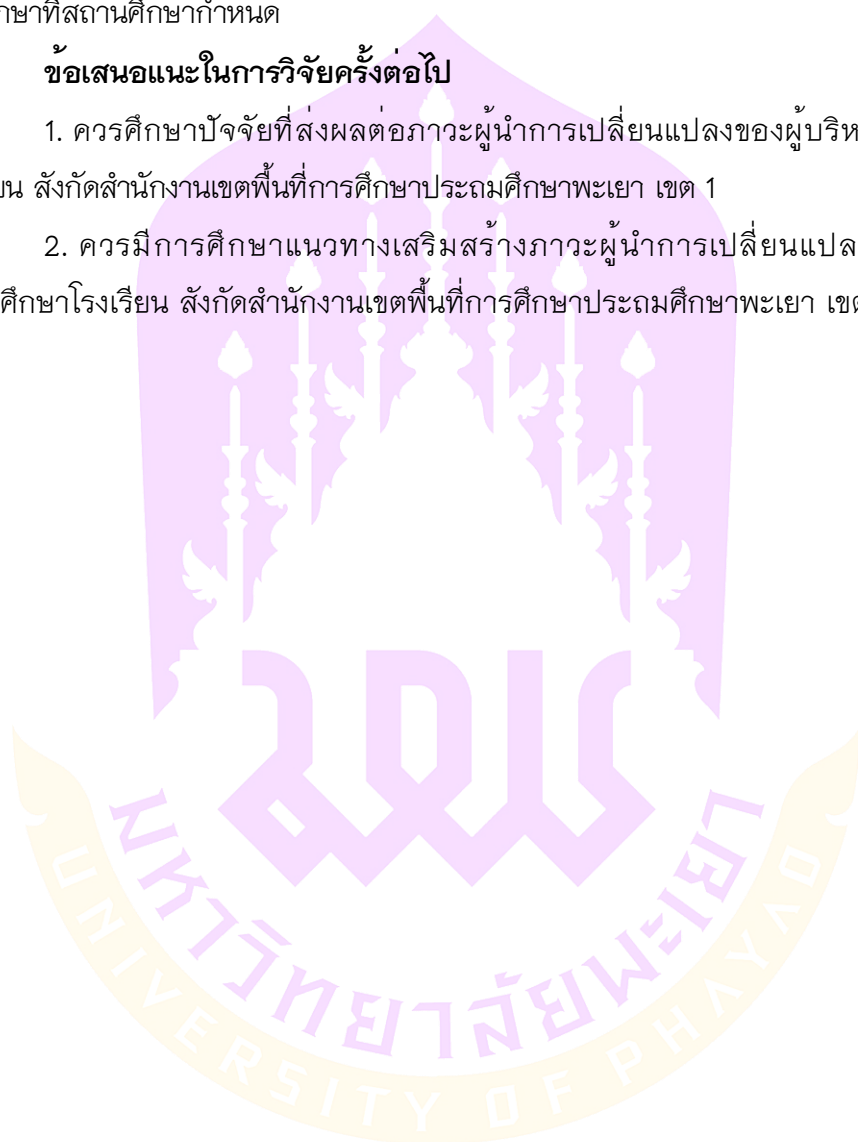 กษาที่สถานศึกษากำหนด
ข้อเสนอแนะในการวิจัยครั้งต่อไป
1. ควรศึกษาปัจจัยที่ส่งผลต่อภาวะผู้นำการเปลี่ยนแปลงของผู้บริห
ยน สังกัดสำนักงานเขตพื้นที่การศึกษาประถมศึกษาพะเยา เขต 1
2. ควรมีการศึกษาแนวทางเสริมสร้างภาวะผู้นำการเปลี่ยนแปล
ศึกษาโรงเรียน สังกัดสำนักงานเขตพื้นที่การศึกษาประถมศึกษาพะเยา เขต
มหาวิทยาลัยพะเยา
UNIVERSITY OF PHAYAO